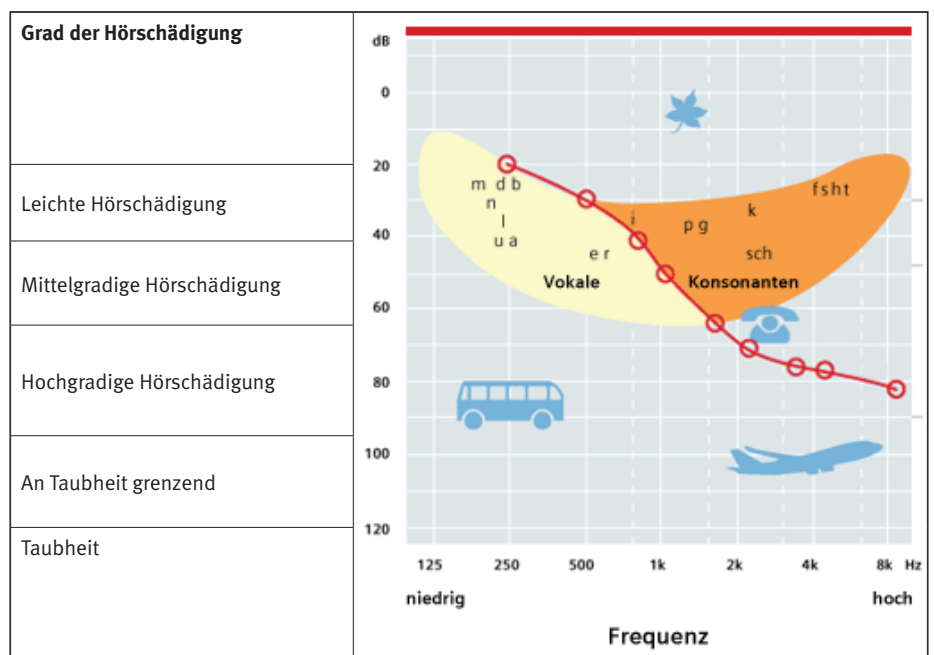 Grad der Hörschädigung
Leichte Hörschädigung
Mittelgradige Hörschädigung
Hochgradige Hörschädigung
An Taubheit grenzend
Taubheit
dB
0
20
40
60
80
100
120
m d b
n
l
u a
e r
i
p g
k
f s h t
sch
Vokale
Konsonanten
125 250 500 1k 2k 4k 8k Hz
niedrig hoch
Frequenz